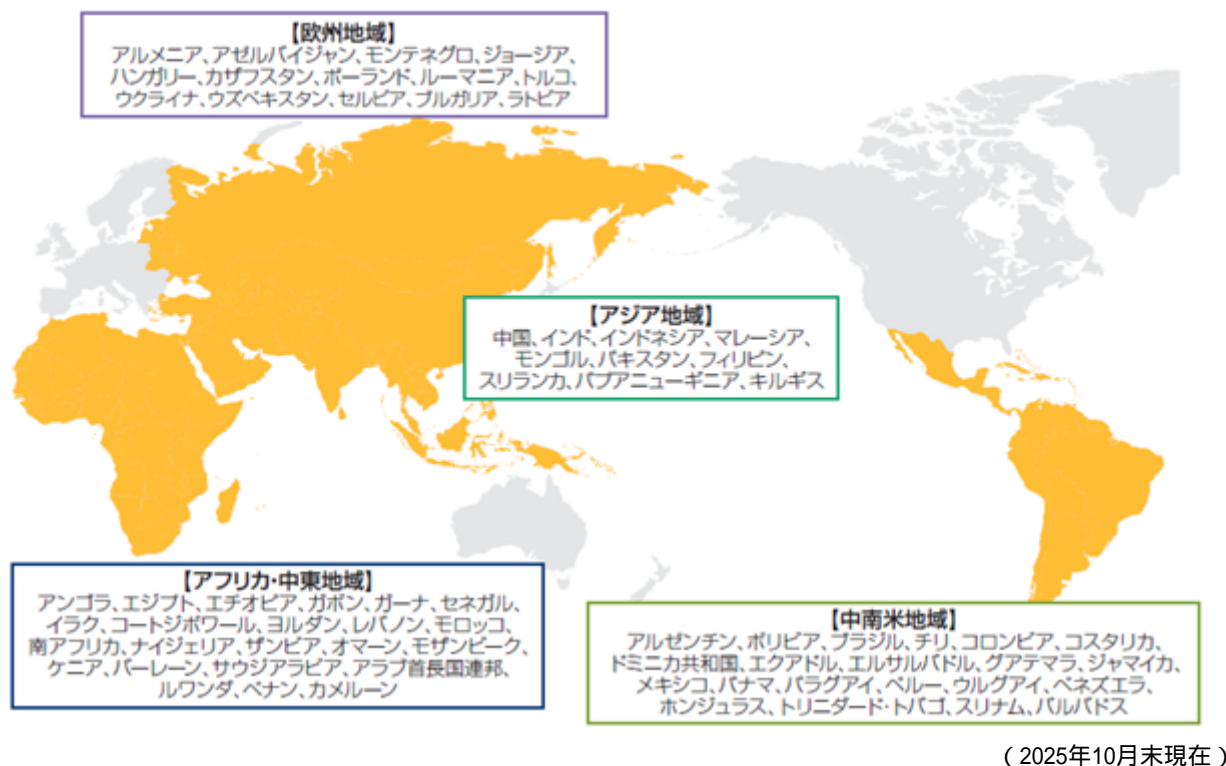 【欧州地域】
アルメニア、アゼルバイジャン、モンテネグロ、ジョージア、
ハンガリー、カザフスタン、ポーランド、ルーマニア、トルコ、
ウクライナ、ウズベキスタン、セルビア、ブルガリア、ラトビア
【アジア地域】
中国、インド、インドネシア、マレーシア、
モンゴル、パキスタン、フィリピン、
スリランカ、パプアニューギニア、キルギス
【アフリカ・中東地域】
アンゴラ、エジプト、エチオピア、ガボン、ガーナ、セネガル、
イラク、コートジボワール、ヨルダン、レバノン、モロッコ、
南アフリカ、ナイジェリア、ザンビア、オマーン、モザンビーク、
ケニア、バーレーン、サウジアラビア、アラブ首長国連邦、
ルワンダ、ベナン、カメルーン
【中南米地域】
アルゼンチン、ボリビア、ブラジル、チリ、コロンビア、コスタリカ、
ドミニカ共和国、エクアドル、エルサルバドル、グアテマラ、ジャマイカ、
メキシコ、パナマ、パラグアイ、ペルー、ウルグアイ、ベネズエラ、
ホンジュラス、トリニダード・トバゴ、スリナム、バルバドス
（2025年10月末現在）